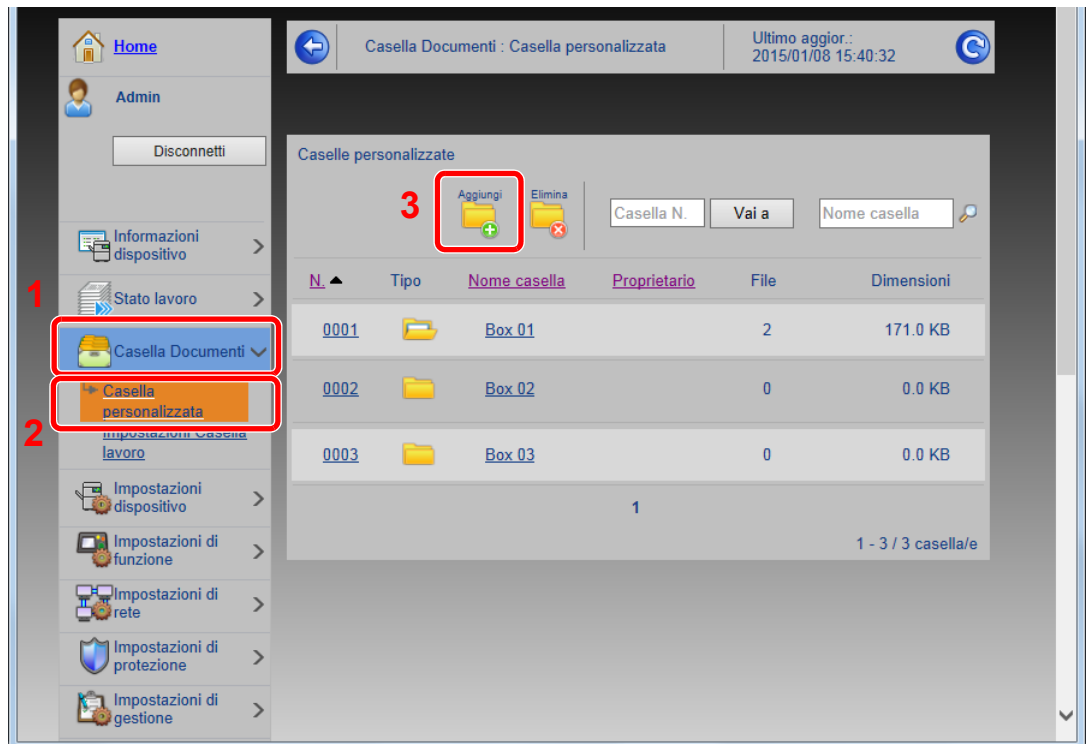 Home
Admin
Disconnetti
Informazioni
dispositivo
1
Stato lavoro
Casella Documenti
Casella
personalizzata
2
Impostazioni Casella
lavoro
Impostazioni
dispositivo
Impostazioni di
funzione
Impostazioni di
rete
Impostazioni di
protezione
Impostazioni di
gestione
Casella Documenti : Casella personalizzata
Ultimo aggior.:
2015/01/08 15:40:32
Caselle personalizzate
3
Aggiungi Elimina
Casella N. Vai a Nome casella
N. Tipo Nome casella Proprietario File Dimensioni
0001 Box 01 2 171.0 KB
0002 Box 02 0 0.0 KB
0003 Box 03 0 0.0 KB
1
1 - 3 / 3 casella/e